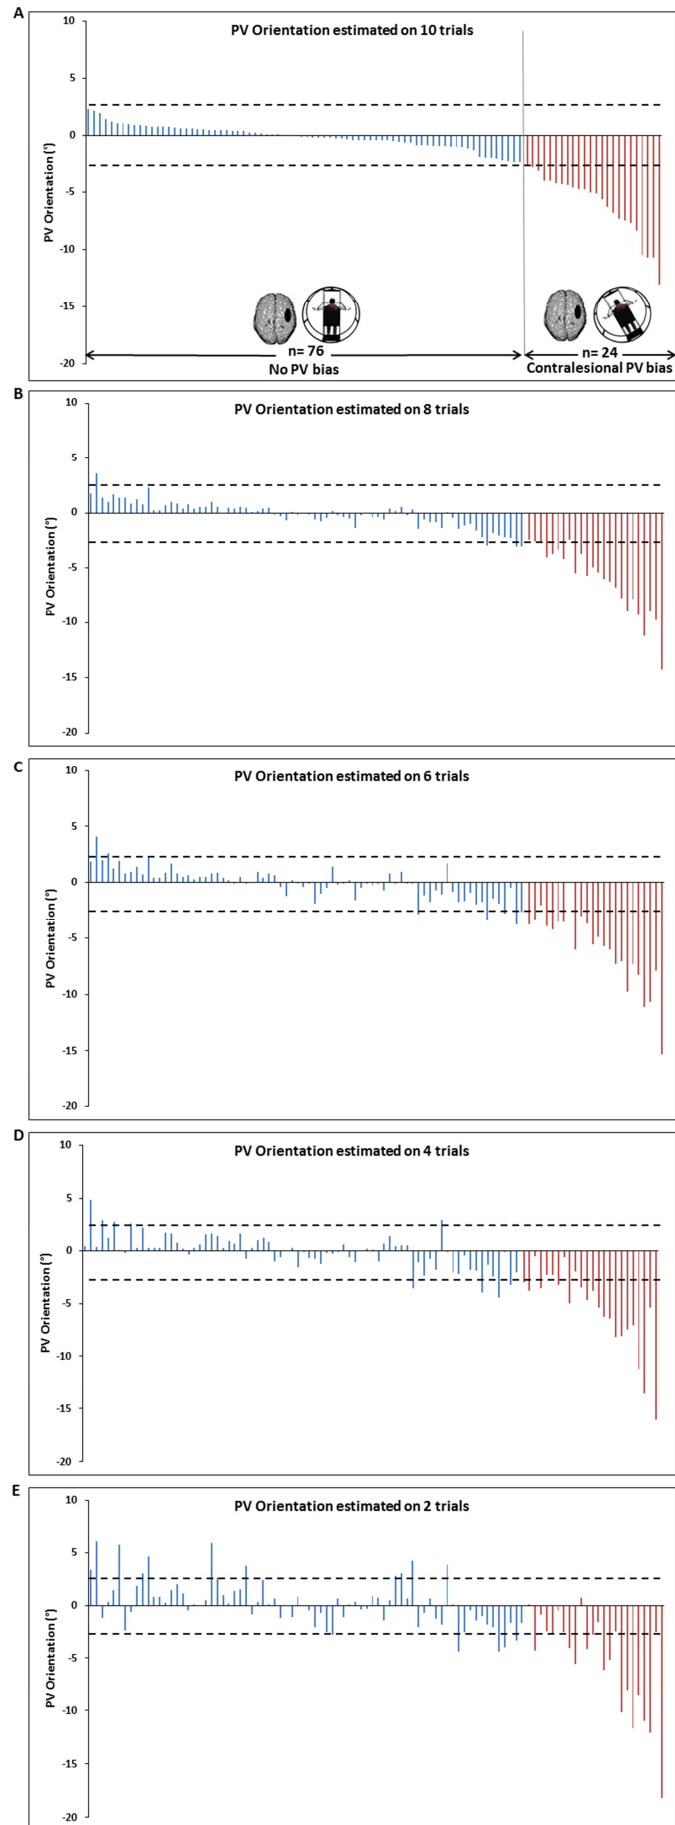 A
PV Orientation estimated on 10 trials
10
5
0
-5
-10
-15
-20
PV Orientation (°)
n= 76
No PV bias
n= 24
Contralesional PV bias
B
PV Orientation estimated on 8 trials
10
5
0
-5
-10
-15
-20
PV Orientation (°)
C
PV Orientation estimated on 6 trials
10
5
0
-5
-10
-15
-20
PV Orientation (°)
D
PV Orientation estimated on 4 trials
10
5
0
-5
-10
-15
-20
PV Orientation (°)
E
PV Orientation estimated on 2 trials
10
5
0
-5
-10
-15
-20
PV Orientation (°)